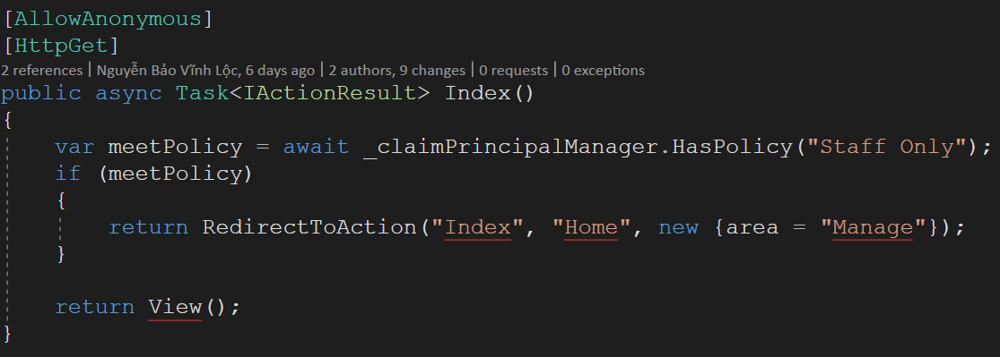 [AllowAnonymous]
[HttpGet]
2 references | Nguyễn Bảo Vĩnh Lộc, 6 days ago | 2 authors, 9 changes | 0 requests | 0 exceptions
public async Task<IActionResult> Index()
{
    var meetPolicy = await _claimPrincipalManager.HasPolicy("Staff Only");
    if (meetPolicy)
    {
        return RedirectToAction("Index", "Home", new {area = "Manage"});
    }
    return View();
}